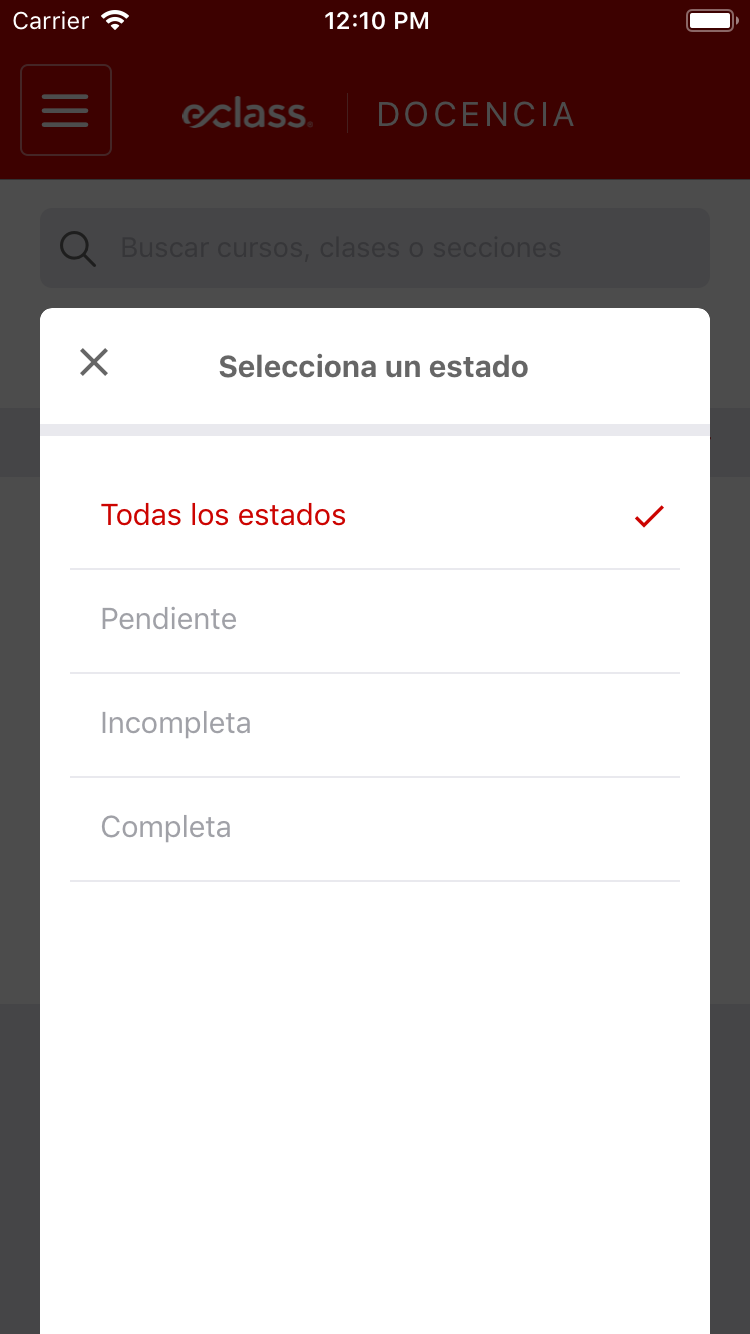 Carrier 12:10 PM
eclass. DOCENCIA
Buscar cursos, clases o secciones
Selecciona un estado
Todas los estados
Pendiente
Incompleta
Completa